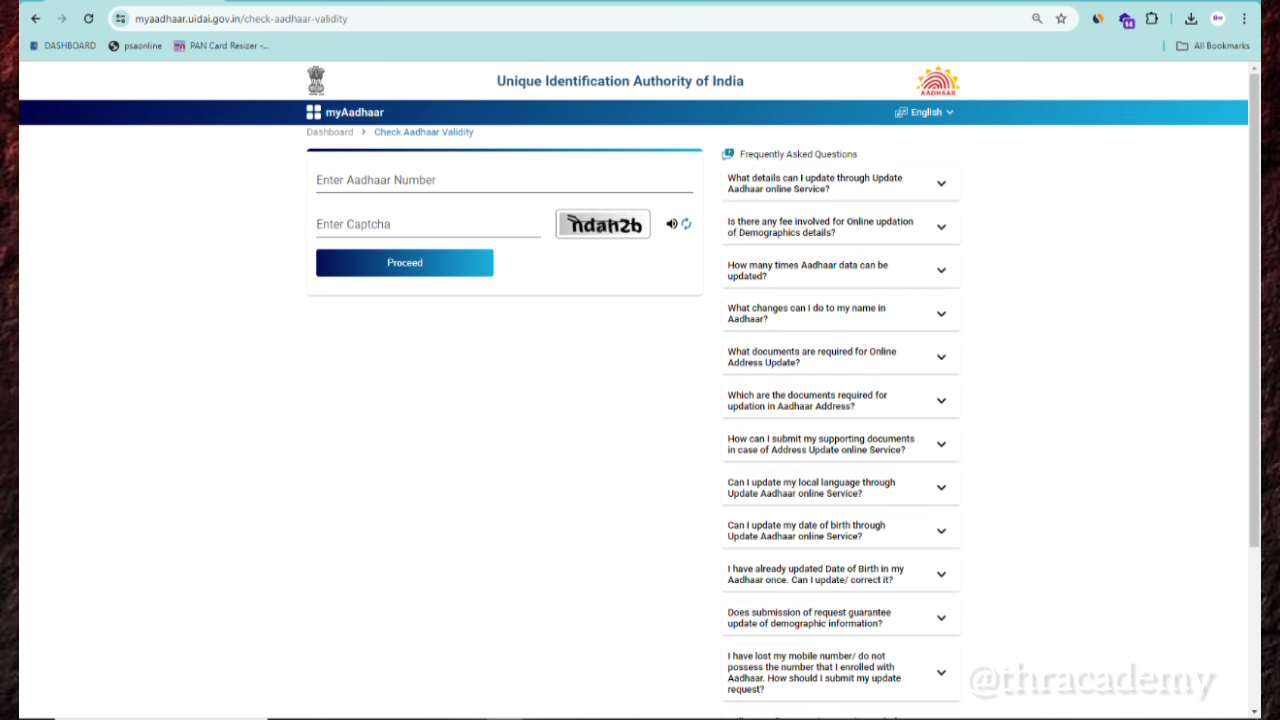 myaadhaar.uidai.gov.in/check-aadhaar-validity
14
DASHBOARD psaonline PAN Card Resizer -... All Bookmarks
Unique Identification Authority of India
AADHAAR
myAadhaar
English
Dashboard > Check Aadhaar Validity
Enter Aadhaar Number
Enter Captcha
Proceed
Frequently Asked Questions
What details can I update through Update
Aadhaar online Service?
Is there any fee involved for Online updation
of Demographics details?
How many times Aadhaar data can be
updated?
What changes can I do to my name in
Aadhaar?
What documents are required for Online
Address Update?
Which are the documents required for
updation in Aadhaar Address?
How can I submit my supporting documents
in case of Address Update online Service?
Can I update my local language through
Update Aadhaar online Service?
Can I update my date of birth through
Update Aadhaar online Service?
I have already updated Date of Birth in my
Aadhaar once. Can I update/ correct it?
Does submission of request guarantee
update of demographic information?
I have lost my mobile number/ do not
possess the number that I enrolled with
Aadhaar. How should I submit my update
request?
@thracademy